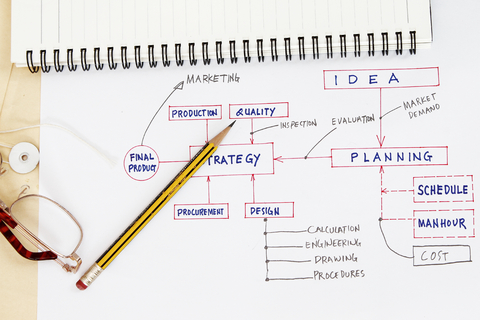 MARKETING
IDEA
PRODUCTION
QUALITY
MARKET
DEMAND
INSPECTION
EVALUATION
FINAL
PRODUCT
TRATEGY
PLANNING
SCHEDULE
PROCUREMENT
DESIGN
MANHOUR
CALCULATION
ENGINEERING
COST
DRAWING
PROCEDURES